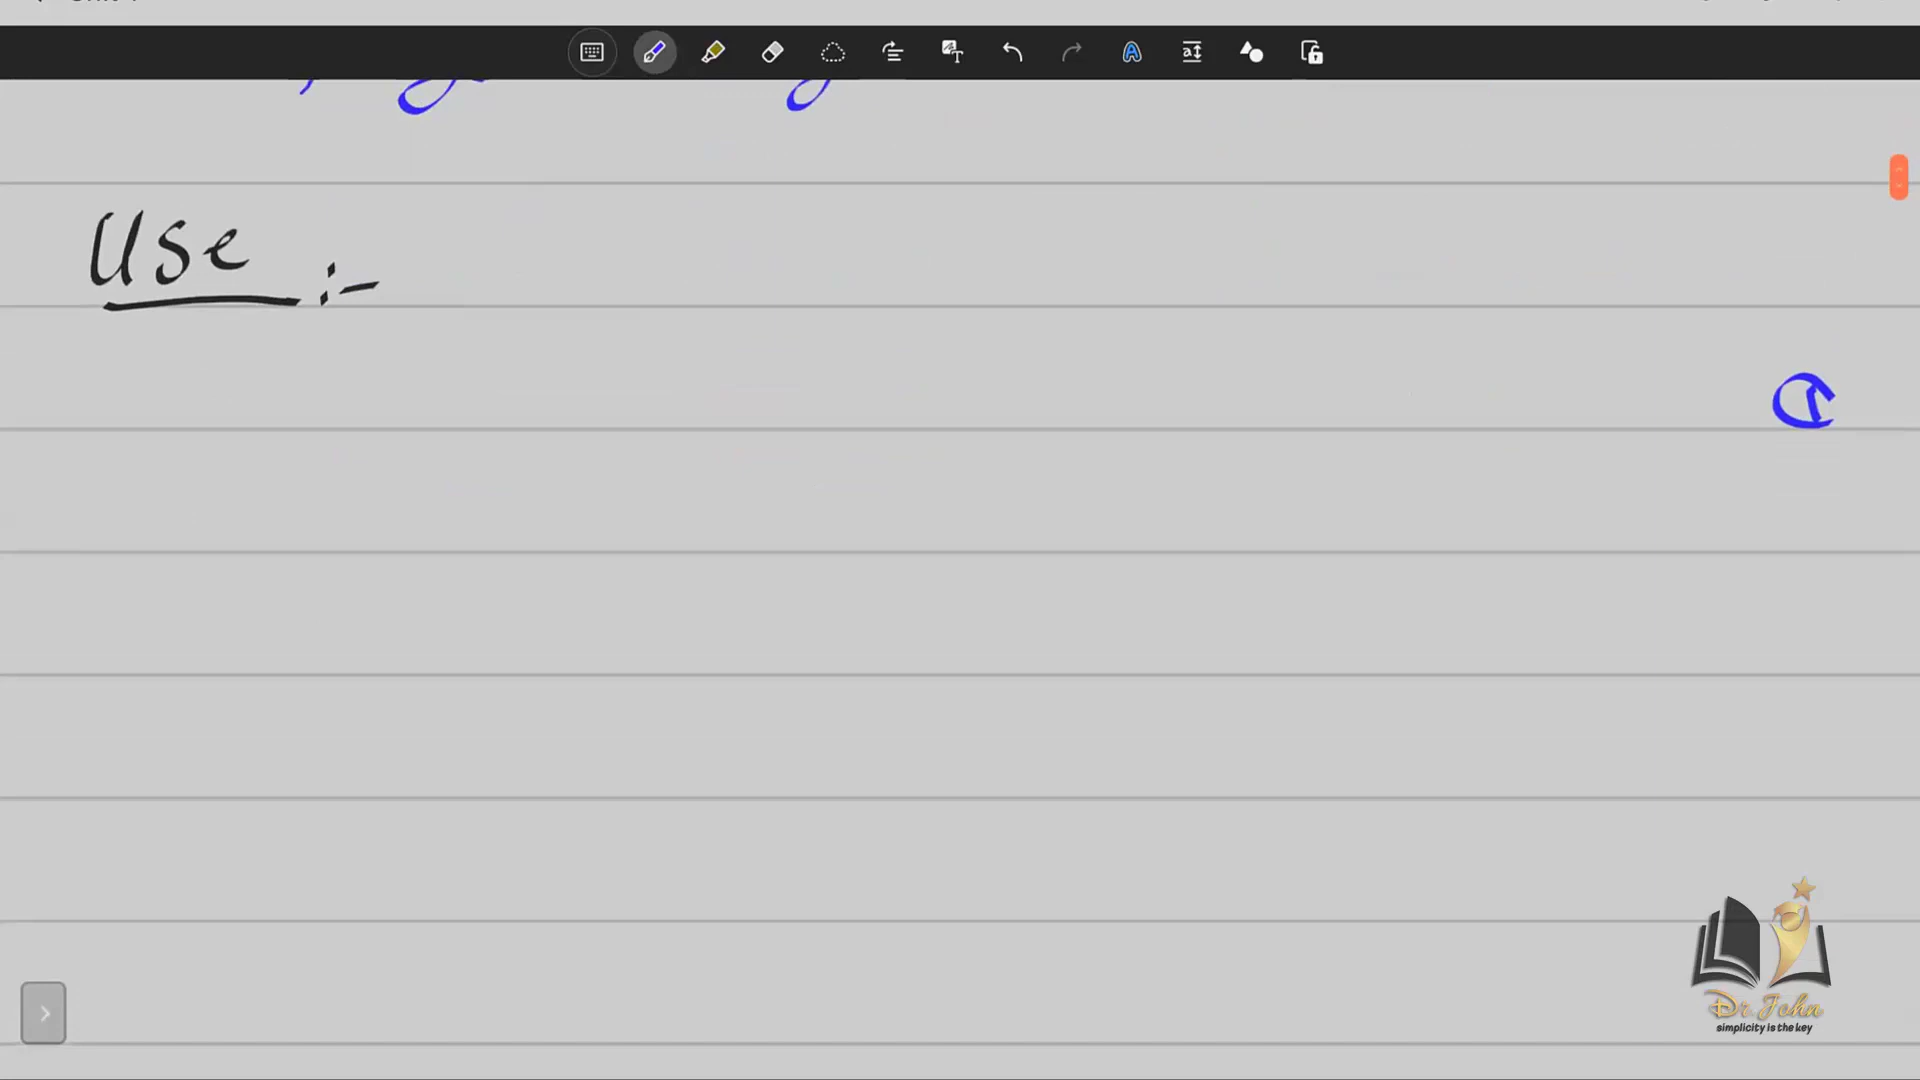 Use :-
Dr John
simplicity is the key